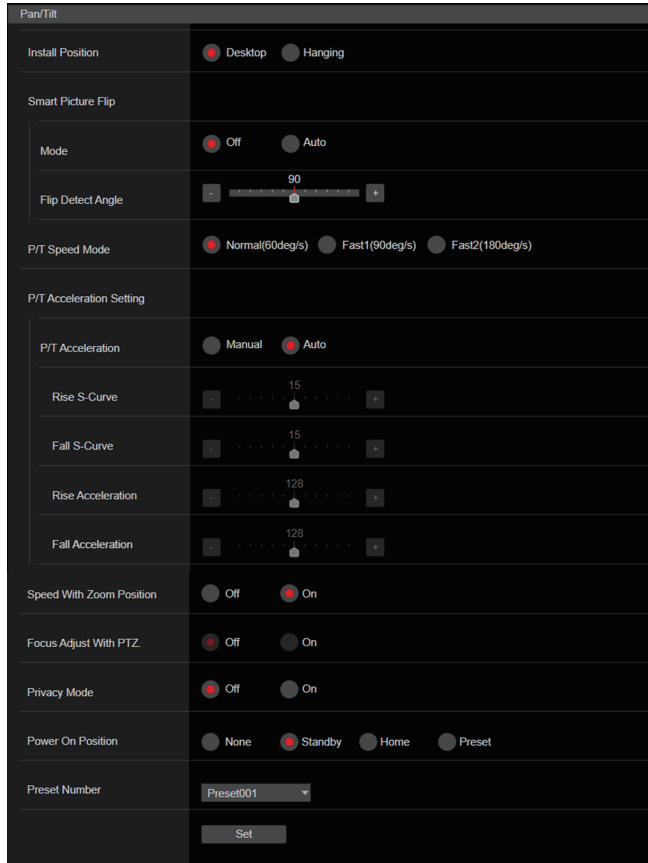 Pan/Tilt
Install Position Desktop Hanging
Smart Picture Flip
Mode Off Auto
90
Flip Detect Angle - +
P/T Speed Mode Normal(60deg/s) Fast1(90deg/s) Fast2(180deg/s)
P/T Acceleration Setting
P/T Acceleration Manual Auto
15
Rise S-Curve - +
15
Fall S-Curve - +
128
Rise Acceleration - +
128
Fall Acceleration - +
Speed With Zoom Position Off On
Focus Adjust With PTZ. Off On
Privacy Mode Off On
Power On Position None Standby Home Preset
Preset Number Preset001
Set